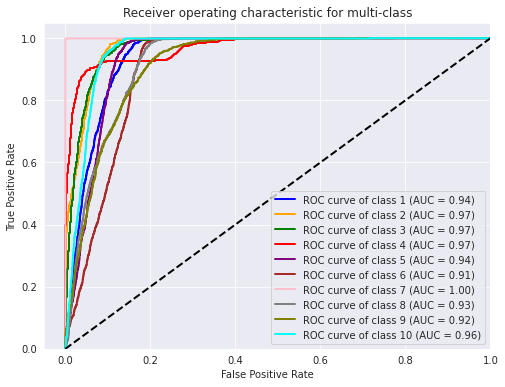 Receiver operating characteristic for multi-class
True Positive Rate
1.0
0.8
0.6
0.4
0.2
0.0
ROC curve of class 1 (AUC = 0.94)
ROC curve of class 2 (AUC = 0.97)
ROC curve of class 3 (AUC = 0.97)
ROC curve of class 4 (AUC = 0.97)
ROC curve of class 5 (AUC = 0.94)
ROC curve of class 6 (AUC = 0.91)
ROC curve of class 7 (AUC = 1.00)
ROC curve of class 8 (AUC = 0.93)
ROC curve of class 9 (AUC = 0.92)
ROC curve of class 10 (AUC = 0.96)
0.0 0.2 0.4 0.6 0.8 1.0
False Positive Rate